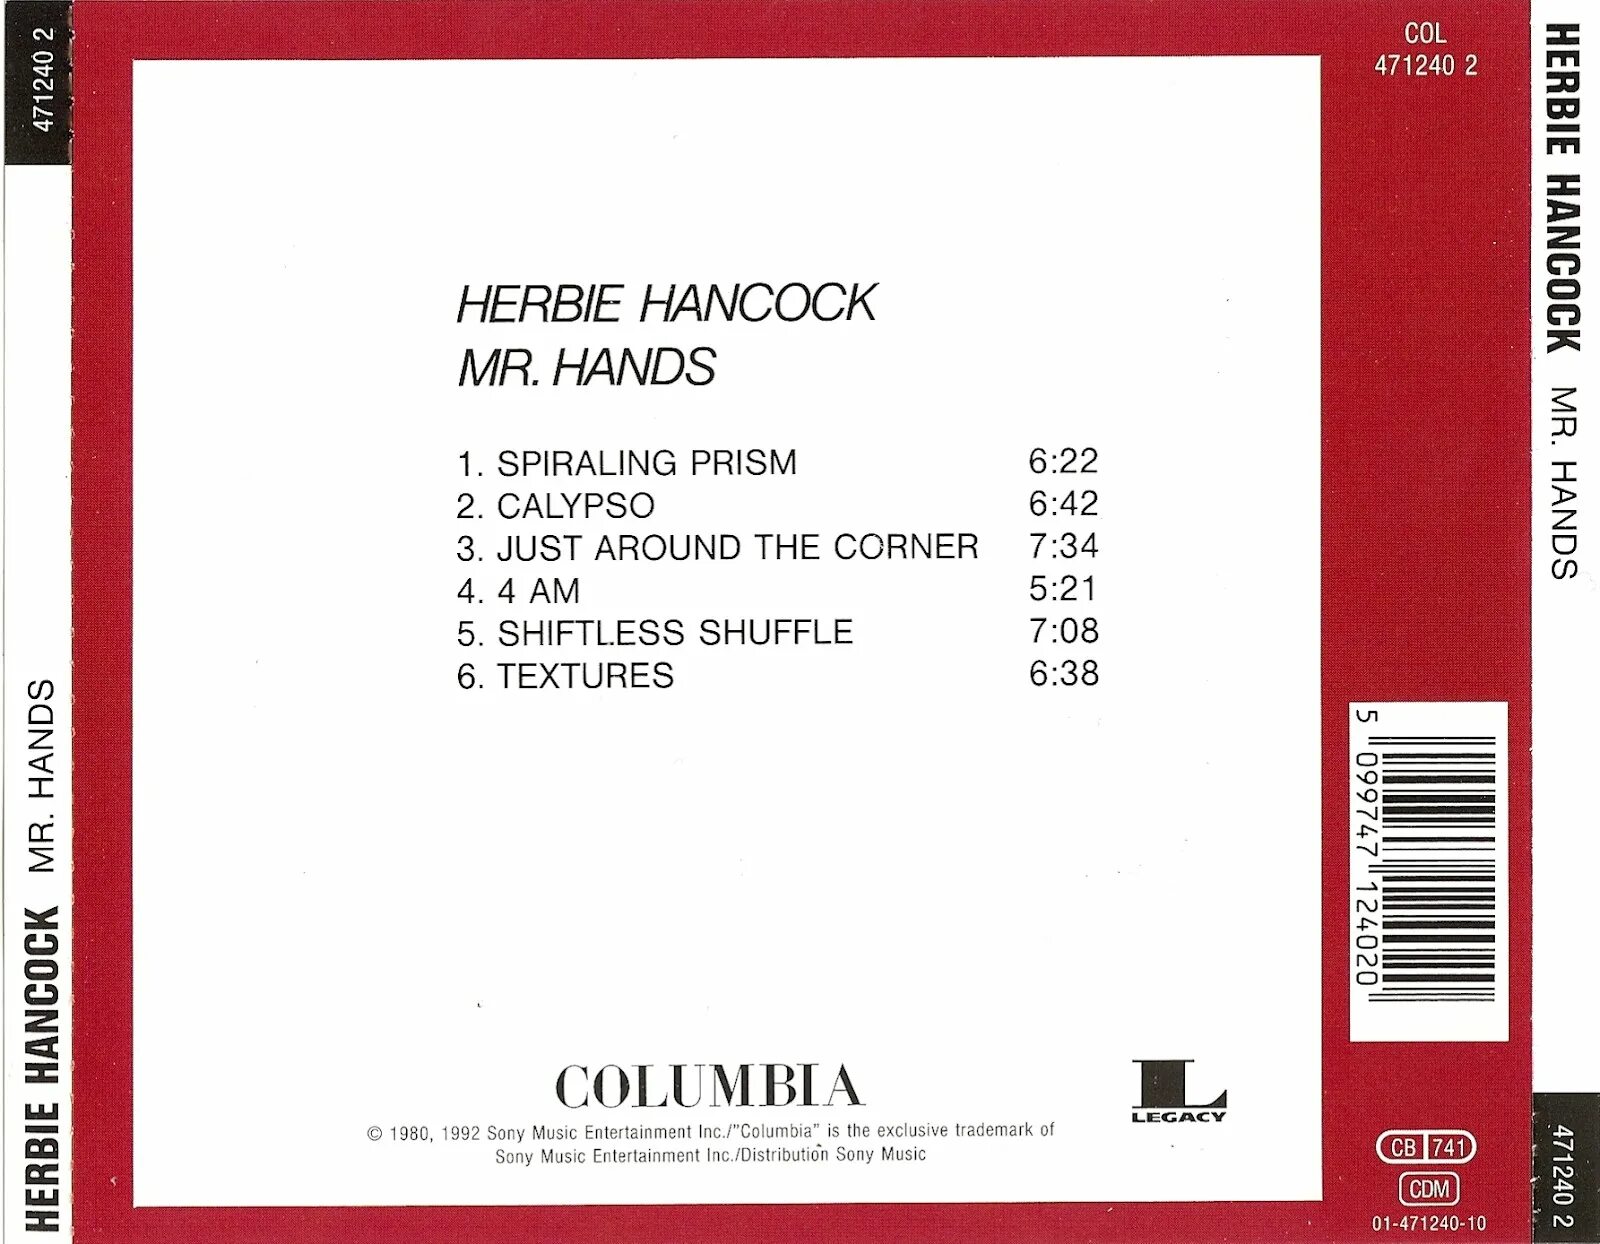 471240 2
HERBIE HANCOCK MR. HANDS
COL
471240 2
HERBIE HANCOCK
MR. HANDS
1. SPIRALING PRISM 6:22
2. CALYPSO 6:42
3. JUST AROUND THE CORNER 7:34
4. 4 AM 5:21
5. SHIFTLESS SHUFFLE 7:08
6. TEXTURES 6:38
COLUMBIA
L
LEGACY
© 1980, 1992 Sony Music Entertainment Inc./"Columbia" is the exclusive trademark of
Sony Music Entertainment Inc./Distribution Sony Music
5 099747 124020
CB 741
CDM
01-471240-10
HERBIE HANCOCK MR. HANDS
471240 2